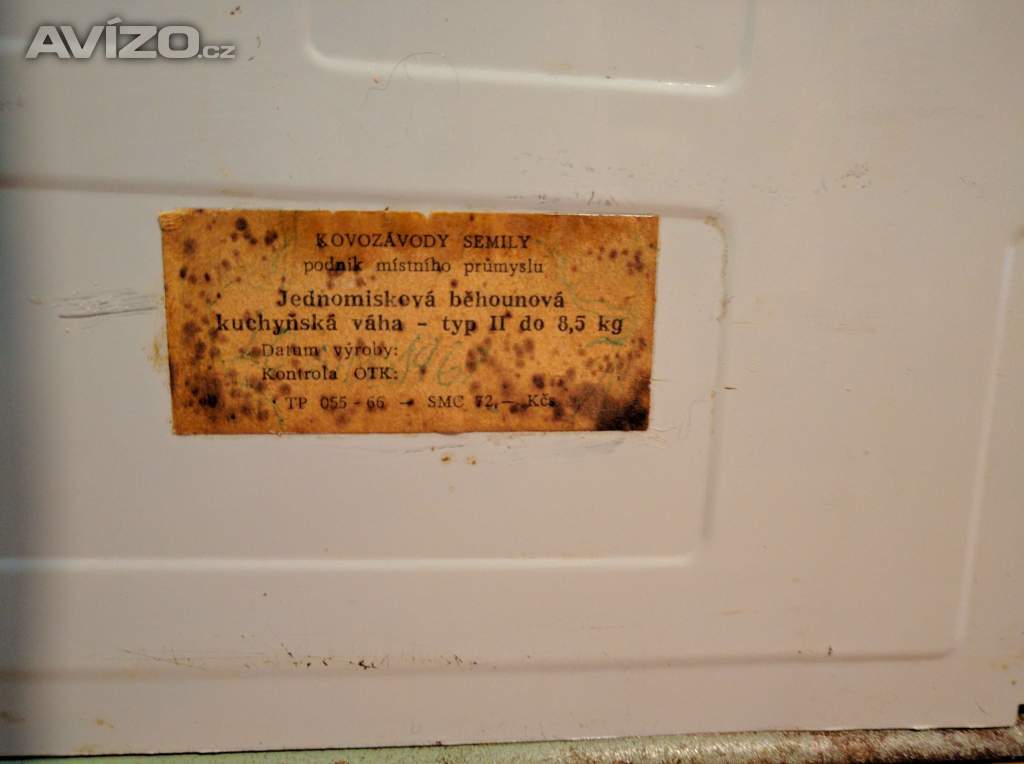 AVÍZO.cz
KOVOZÁVODY SEMILY
podnik místního průmyslu
Jednomisková běhounová
kuchyňská váha - typ II do 8,5 kg
Datum výroby:
Kontrola OTK:
TP 055-66 - SMC 72,- Kčs